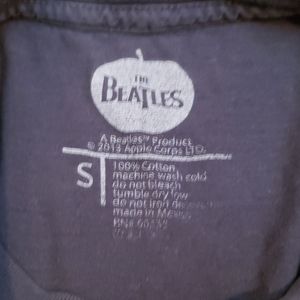 THE
BEATLES
A Beatles™ Product
© 2013 Apple Corps LTD.
S
100% Cotton
machine wash cold
do not bleach
tumble dry low
do not iron
made in Mexico
RN#